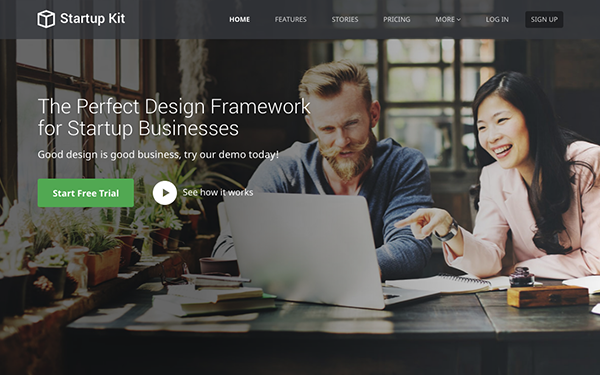 Startup Kit
HOME FEATURES STORIES PRICING MORE LOG IN SIGN UP
The Perfect Design Framework
for Startup Businesses
Good design is good business, try our demo today!
Start Free Trial See how it works